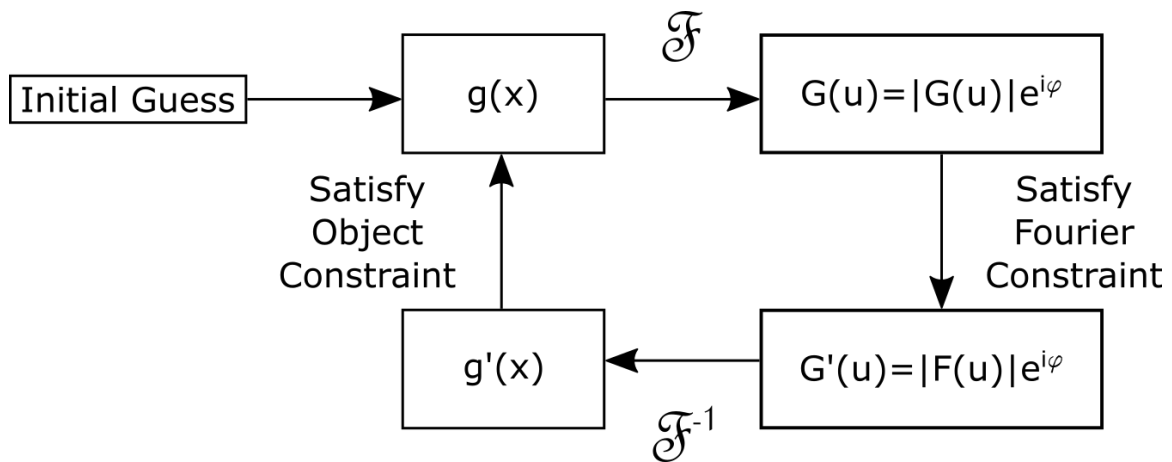 ℱ
Initial Guess
g(x)
G(u)=|G(u)|e^{iφ}
Satisfy
Object
Constraint
Satisfy
Fourier
Constraint
g'(x)
G'(u)=|F(u)|e^{iφ}
ℱ⁻¹